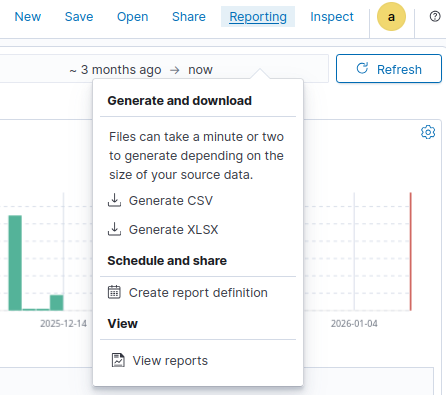 New Save Open Share Reporting Inspect a
~ 3 months ago → now Refresh
Generate and download
Files can take a minute or two
to generate depending on the
size of your source data.
Generate CSV
Generate XLSX
Schedule and share
Create report definition
View
View reports
2025-12-14 2026-01-04